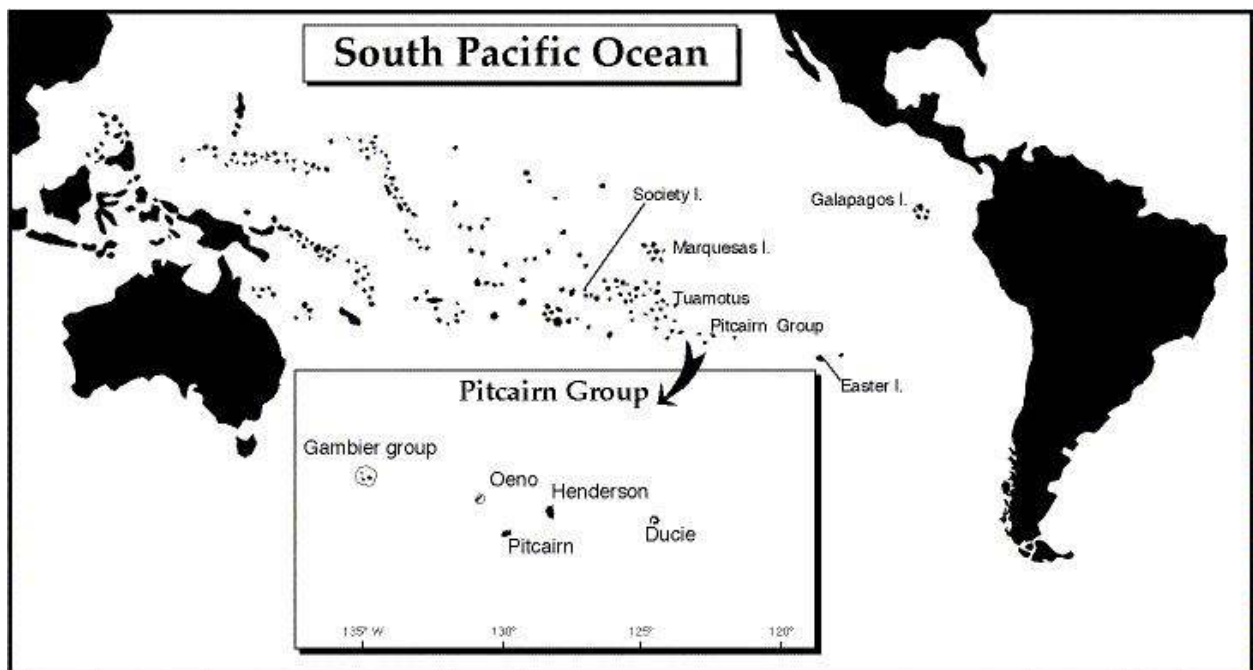 South Pacific Ocean
Society I.
Galapagos I.
Marquesas I.
Tuamotus
Pitcairn Group
Easter I.
Pitcairn Group
Gambier group
Oeno
Henderson
Pitcairn
Ducie
135° W
130°
125°
120°